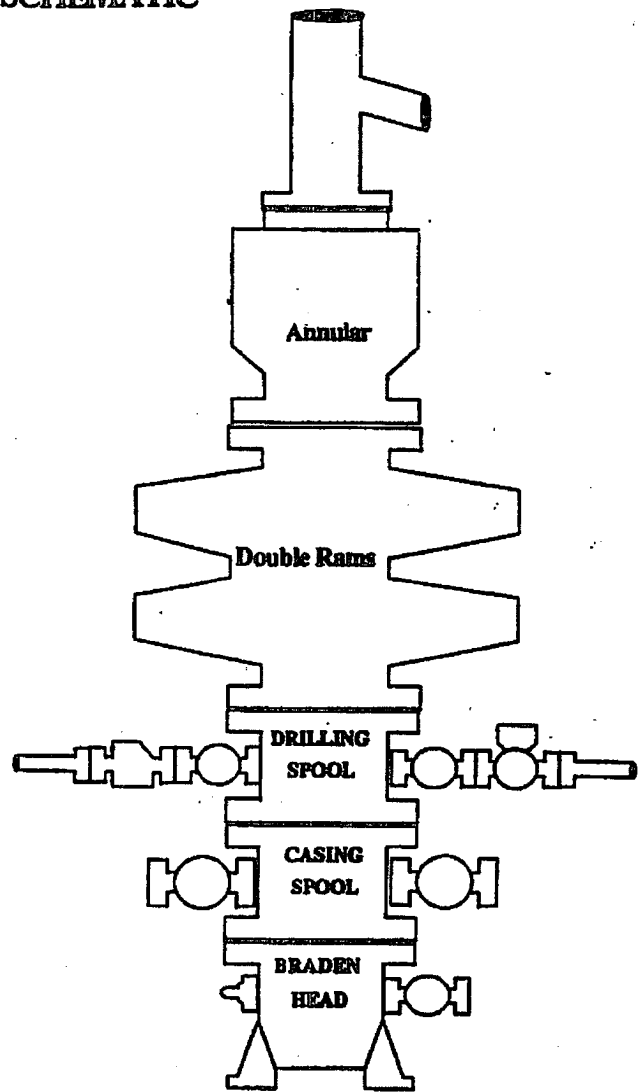 SCHEMATIC
Annular
Double Rams
DRILLING
SPOOL
CASING
SPOOL
BRADEN
HEAD